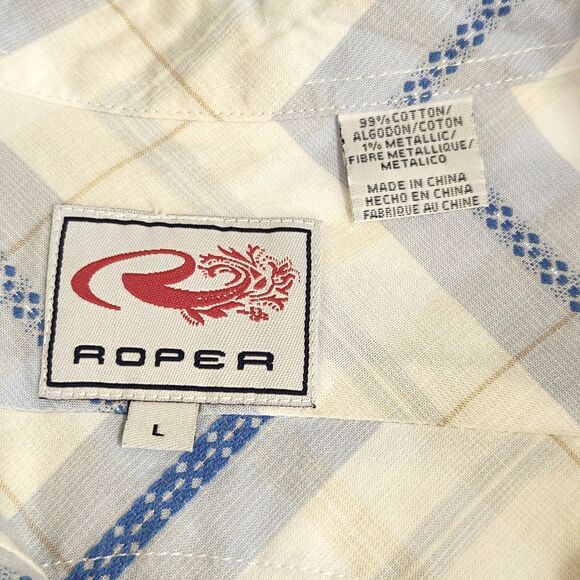 99% COTTON/
ALGODON/COTON
1% METALLIC/
FIBRE METALLIQUE/
METALICO
MADE IN CHINA
HECHO EN CHINA
FABRIQUE AU CHINE
ROPER
L